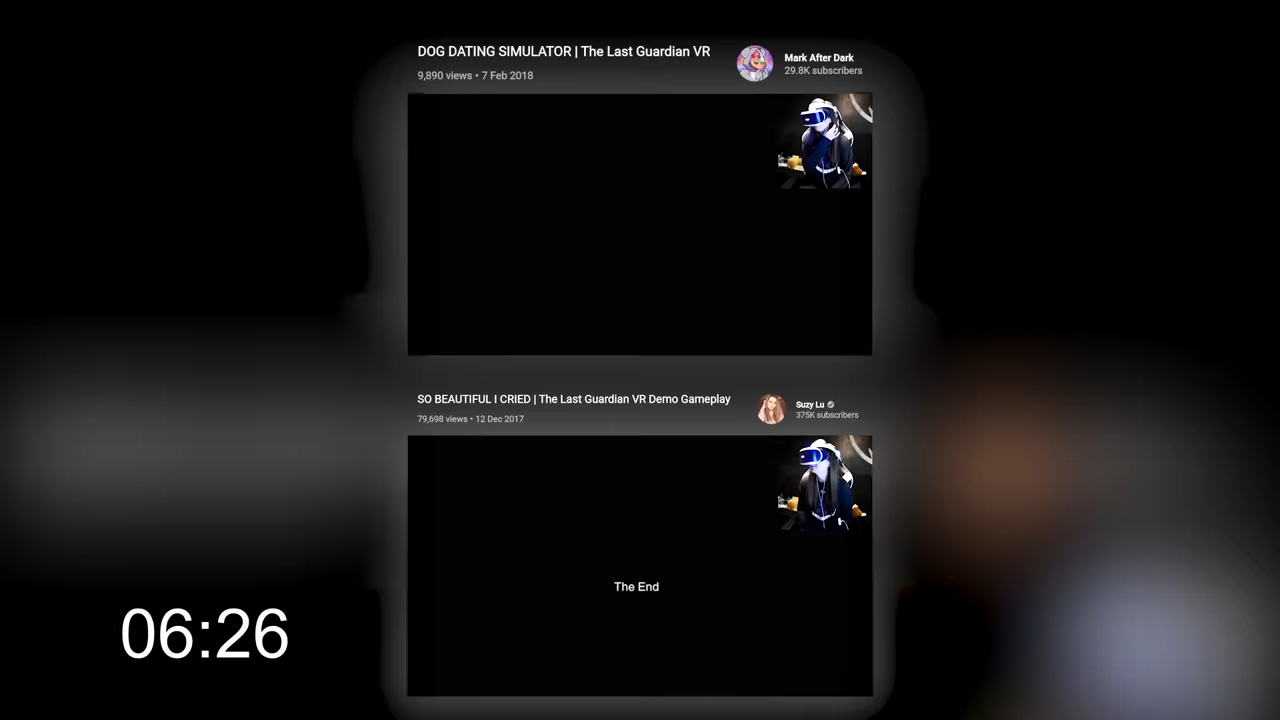 DOG DATING SIMULATOR | The Last Guardian VR
9,890 views • 7 Feb 2018
Mark After Dark
29.8K subscribers
SO BEAUTIFUL I CRIED | The Last Guardian VR Demo Gameplay
79,698 views • 12 Dec 2017
Suzy Lu
375K subscribers
The End
06:26